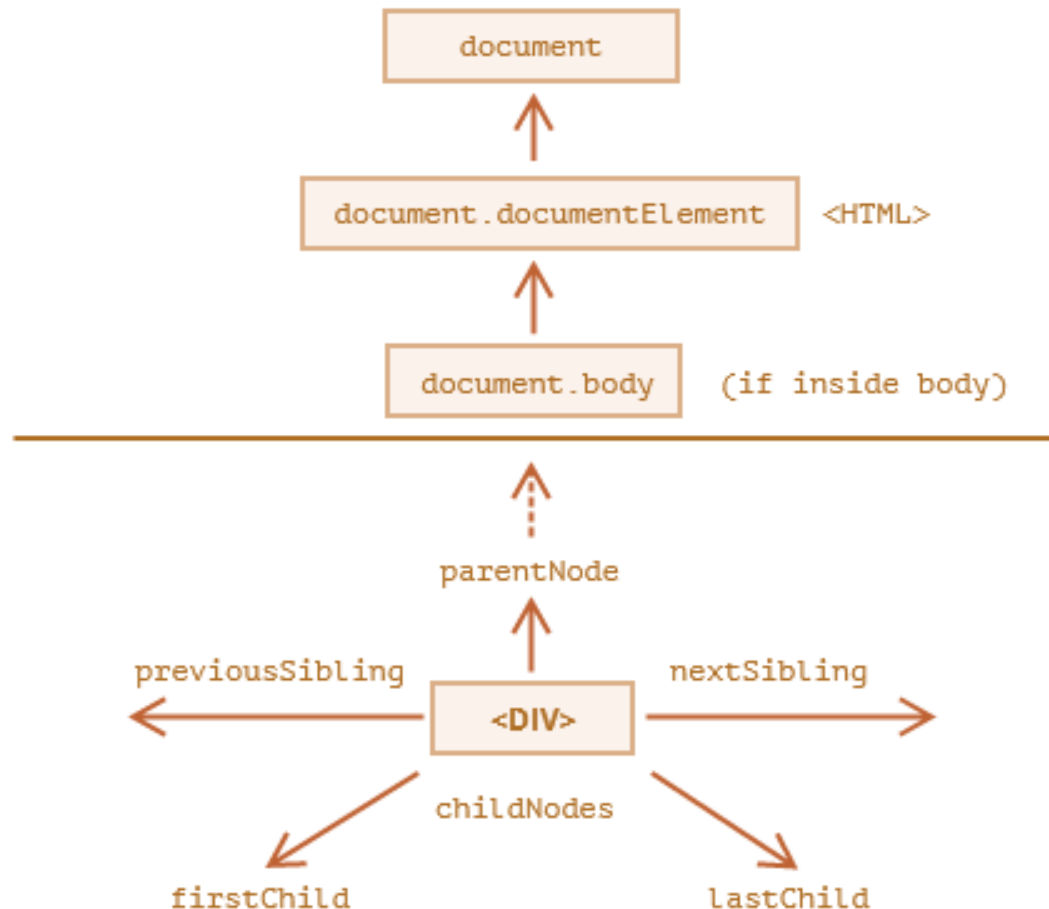 document
document.documentElement <HTML>
document.body (if inside body)
parentNode
previousSibling nextSibling
<DIV>
childNodes
firstChild lastChild